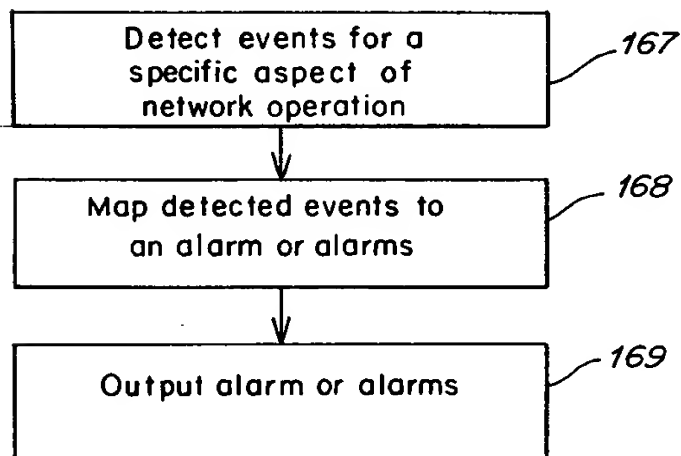 Detect events for a
specific aspect of
network operation
167
Map detected events to
an alarm or alarms
168
Output alarm or alarms
169